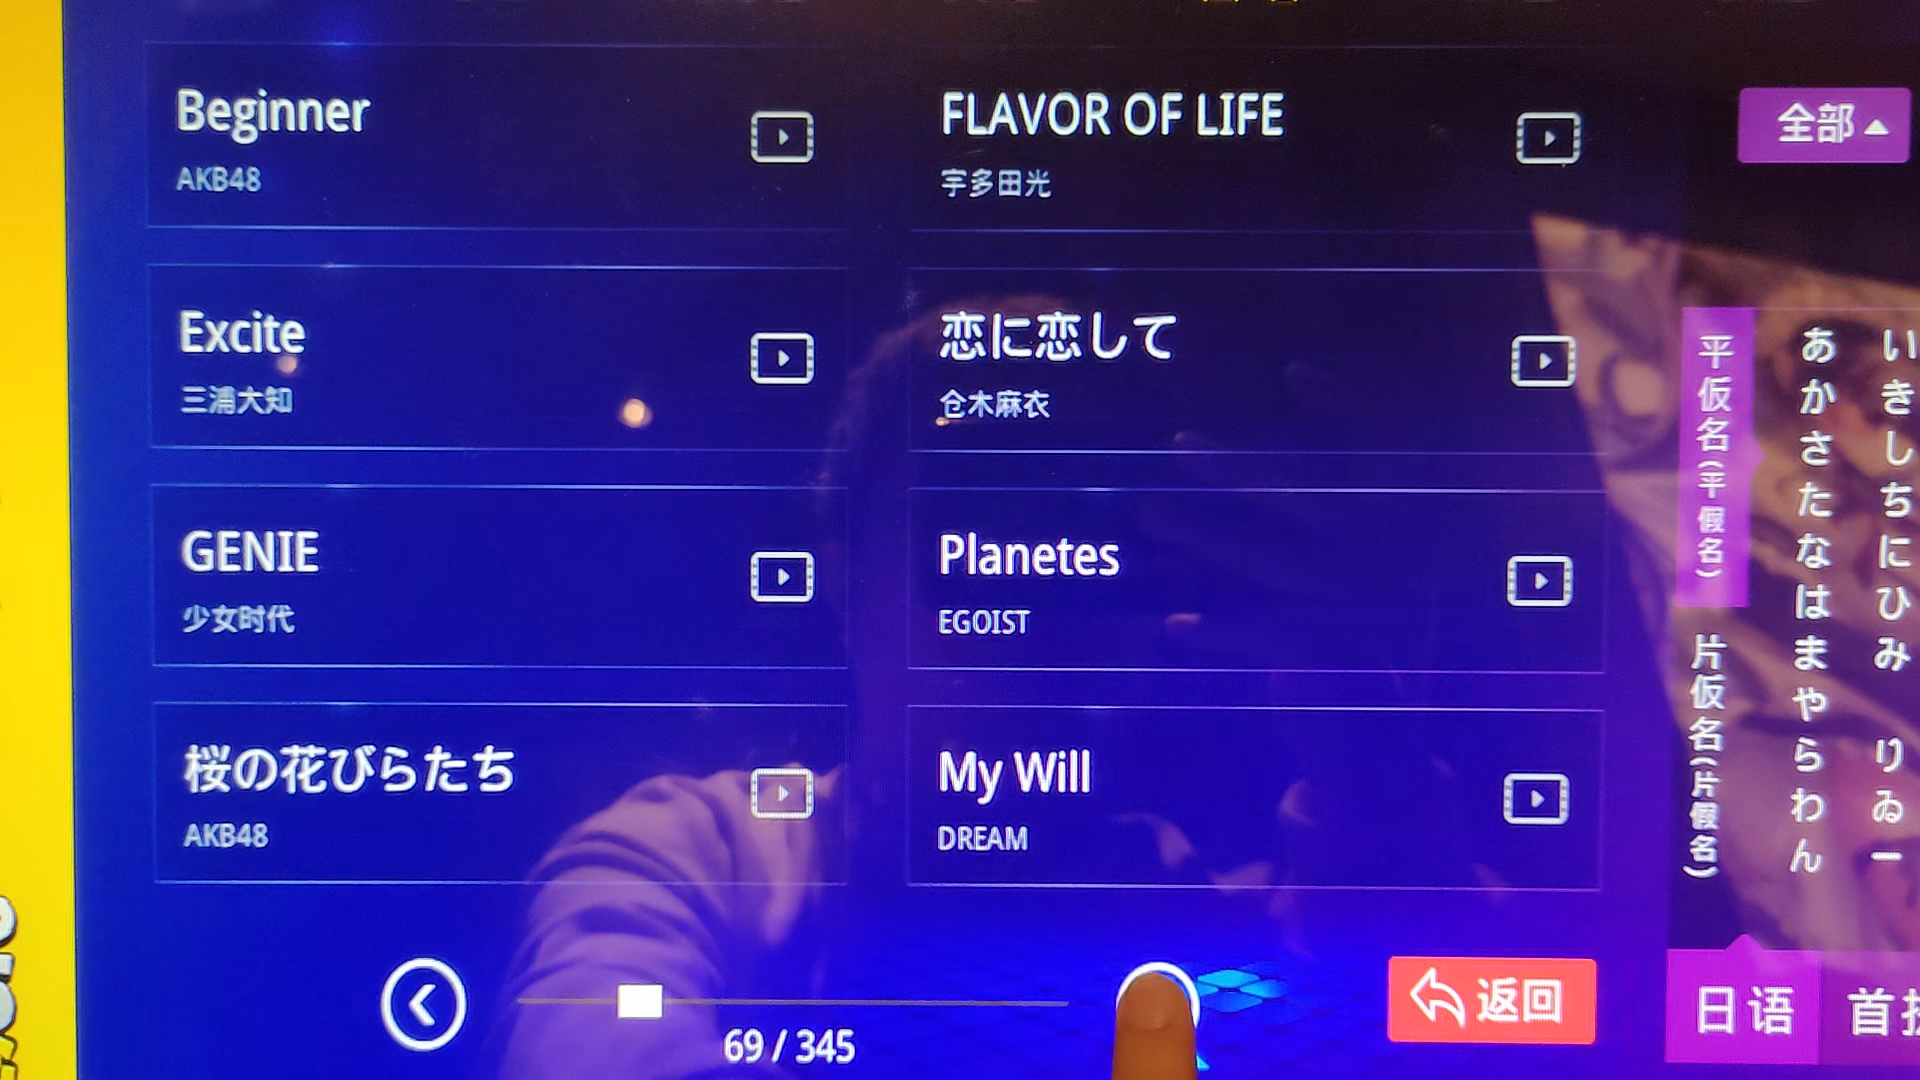 Beginner
AKB48
FLAVOR OF LIFE
宇多田光
Excite
三浦大知
恋に恋して
仓木麻衣
GENIE
少女时代
Planetes
EGOIST
桜の花びらたち
AKB48
My Will
DREAM
69 / 345
返回
全部
平仮名(平假名)
片仮名(片假名)
あかさたなはまやらわん
いきしちにひみ りゐー
日语
首